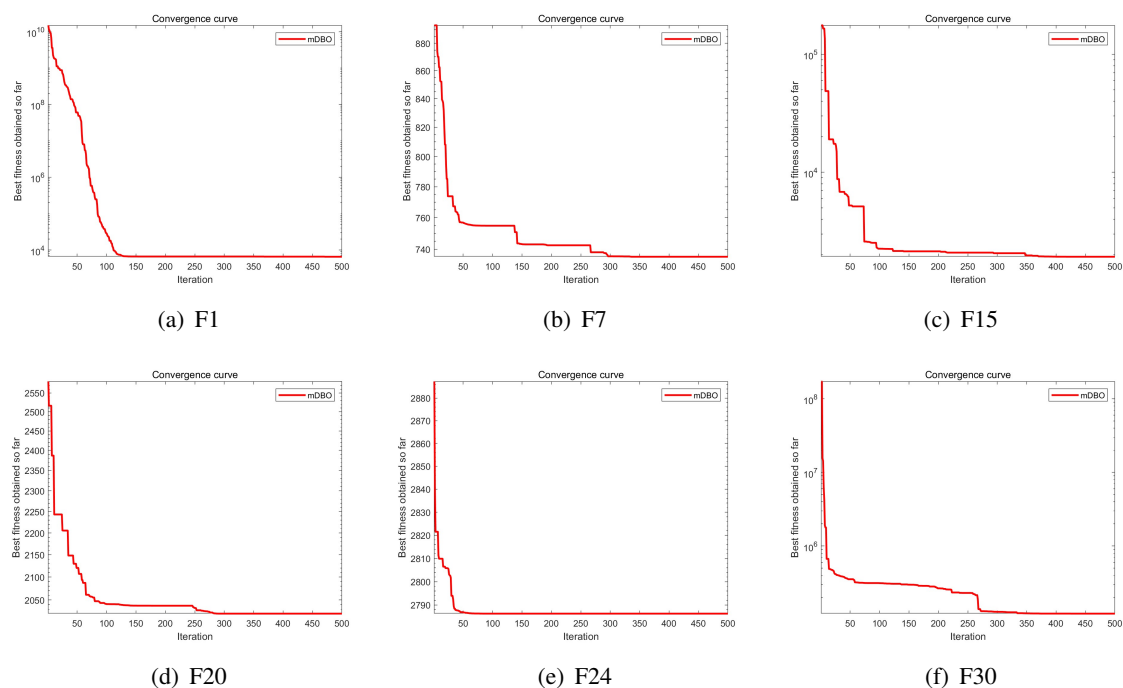 Convergence curve
mDBO
Best fitness obtained so far
10^10
10^8
10^6
10^4
50 100 150 200 250 300 350 400 450 500
Iteration
(a) F1
Convergence curve
mDBO
Best fitness obtained so far
880
860
840
820
800
780
760
740
50 100 150 200 250 300 350 400 450 500
Iteration
(b) F7
Convergence curve
mDBO
Best fitness obtained so far
10^5
10^4
50 100 150 200 250 300 350 400 450 500
Iteration
(c) F15
Convergence curve
mDBO
Best fitness obtained so far
2550
2500
2450
2400
2350
2300
2250
2200
2150
2100
2050
50 100 150 200 250 300 350 400 450 500
Iteration
(d) F20
Convergence curve
mDBO
Best fitness obtained so far
2880
2870
2860
2850
2840
2830
2820
2810
2800
2790
50 100 150 200 250 300 350 400 450 500
Iteration
(e) F24
Convergence curve
mDBO
Best fitness obtained so far
10^8
10^7
10^6
50 100 150 200 250 300 350 400 450 500
Iteration
(f) F30